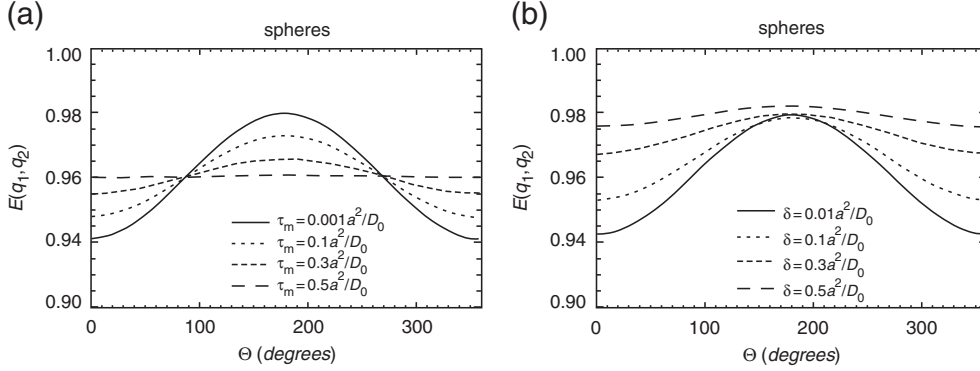 (a)
spheres
1.00
0.98
0.96
0.94
0.90
E(q₁,q₂)
τₘ=0.001a²/D₀
τₘ=0.1a²/D₀
τₘ=0.3a²/D₀
τₘ=0.5a²/D₀
0
100
200
300
Θ (degrees)
(b)
spheres
1.00
0.98
0.96
0.94
0.90
E(q₁,q₂)
δ=0.01a²/D₀
δ=0.1a²/D₀
δ=0.3a²/D₀
δ=0.5a²/D₀
0
100
200
300
Θ (degrees)